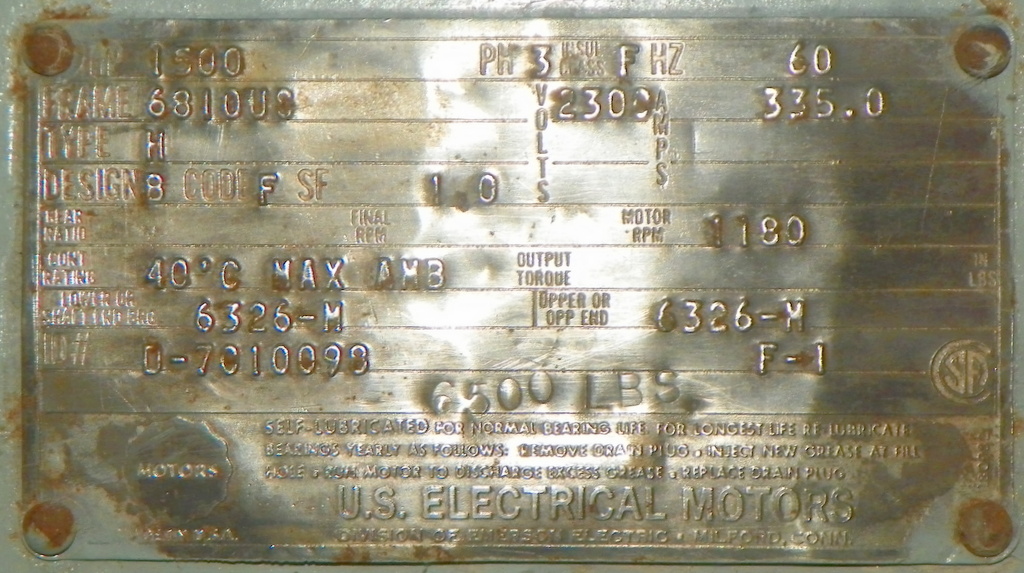 HP 1500 PH 3 INSUL CLASS F HZ 60
FRAME 6810US VOLTS 2300 AMPS 335.0
TYPE H
DESIGN B CODE F SF 1.0
GEAR RATIO FINAL RPM MOTOR RPM 1180
CONT RATING 40°C MAX AMB OUTPUT TORQUE IN LBS
LOWER OR SHAFT END BRG 6326-M UPPER OR OPP END 6326-M
ID# D-7010098 F-1
6500 LBS
SELF-LUBRICATED FOR NORMAL BEARING LIFE. FOR LONGEST LIFE RE LUBRICATE
BEARINGS YEARLY AS FOLLOWS: REMOVE DRAIN PLUG. INJECT NEW GREASE AT FILL
HOLE. FROM MOTOR TO DISCHARGE EXCESS GREASE. REPLACE DRAIN PLUG
MOTORS
U.S. ELECTRICAL MOTORS
DIVISION OF EMERSON ELECTRIC • MILFORD, CONN.